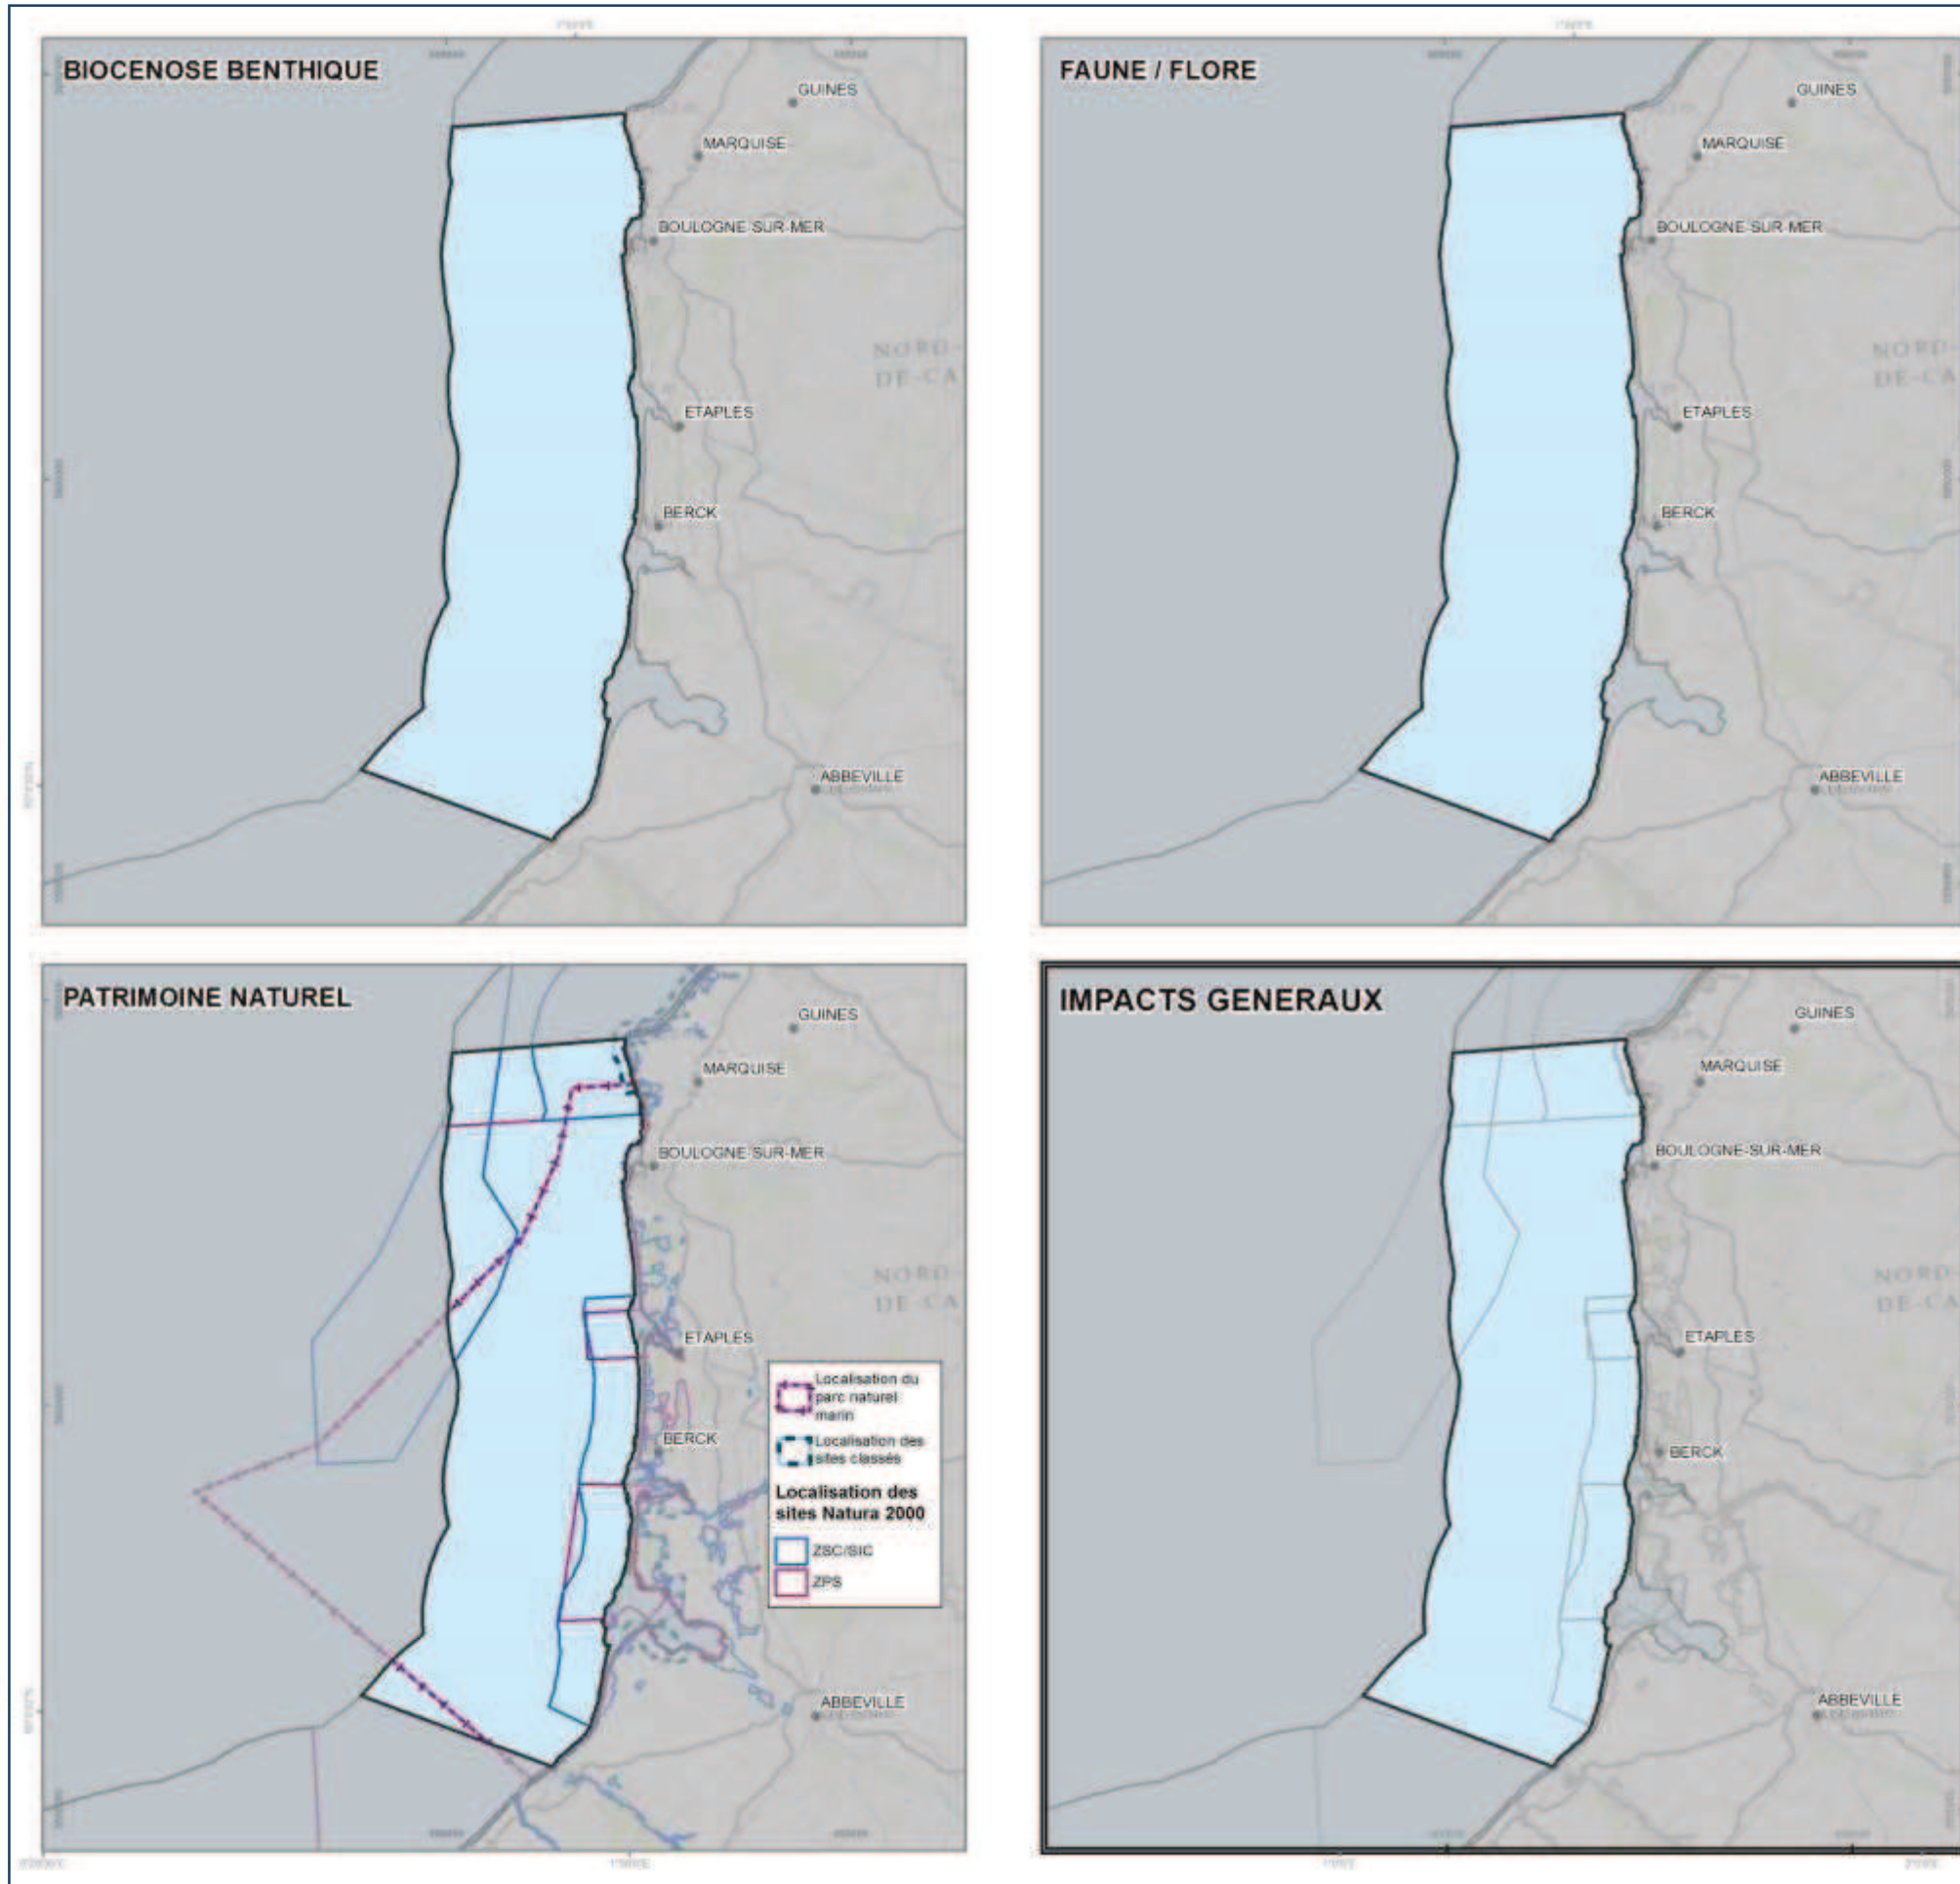 BIOCENOSE BENTHIQUE
GUINES
MARQUISE
BOULOGNE-SUR-MER
NORD-
DE-CA
ETAPLES
BERCK
ABBEVILLE
FAUNE / FLORE
GUINES
MARQUISE
BOULOGNE-SUR-MER
NORD-
DE-CA
ETAPLES
BERCK
ABBEVILLE
PATRIMOINE NATUREL
GUINES
MARQUISE
BOULOGNE-SUR-MER
NORD-
DE-CA
ETAPLES
BERCK
ABBEVILLE
Localisation du
parc naturel
marin
Localisation des
sites classés
Localisation des
sites Natura 2000
ZSC/SIC
ZPS
IMPACTS GENERAUX
GUINES
MARQUISE
BOULOGNE-SUR-MER
NORD-
DE-CA
ETAPLES
BERCK
ABBEVILLE